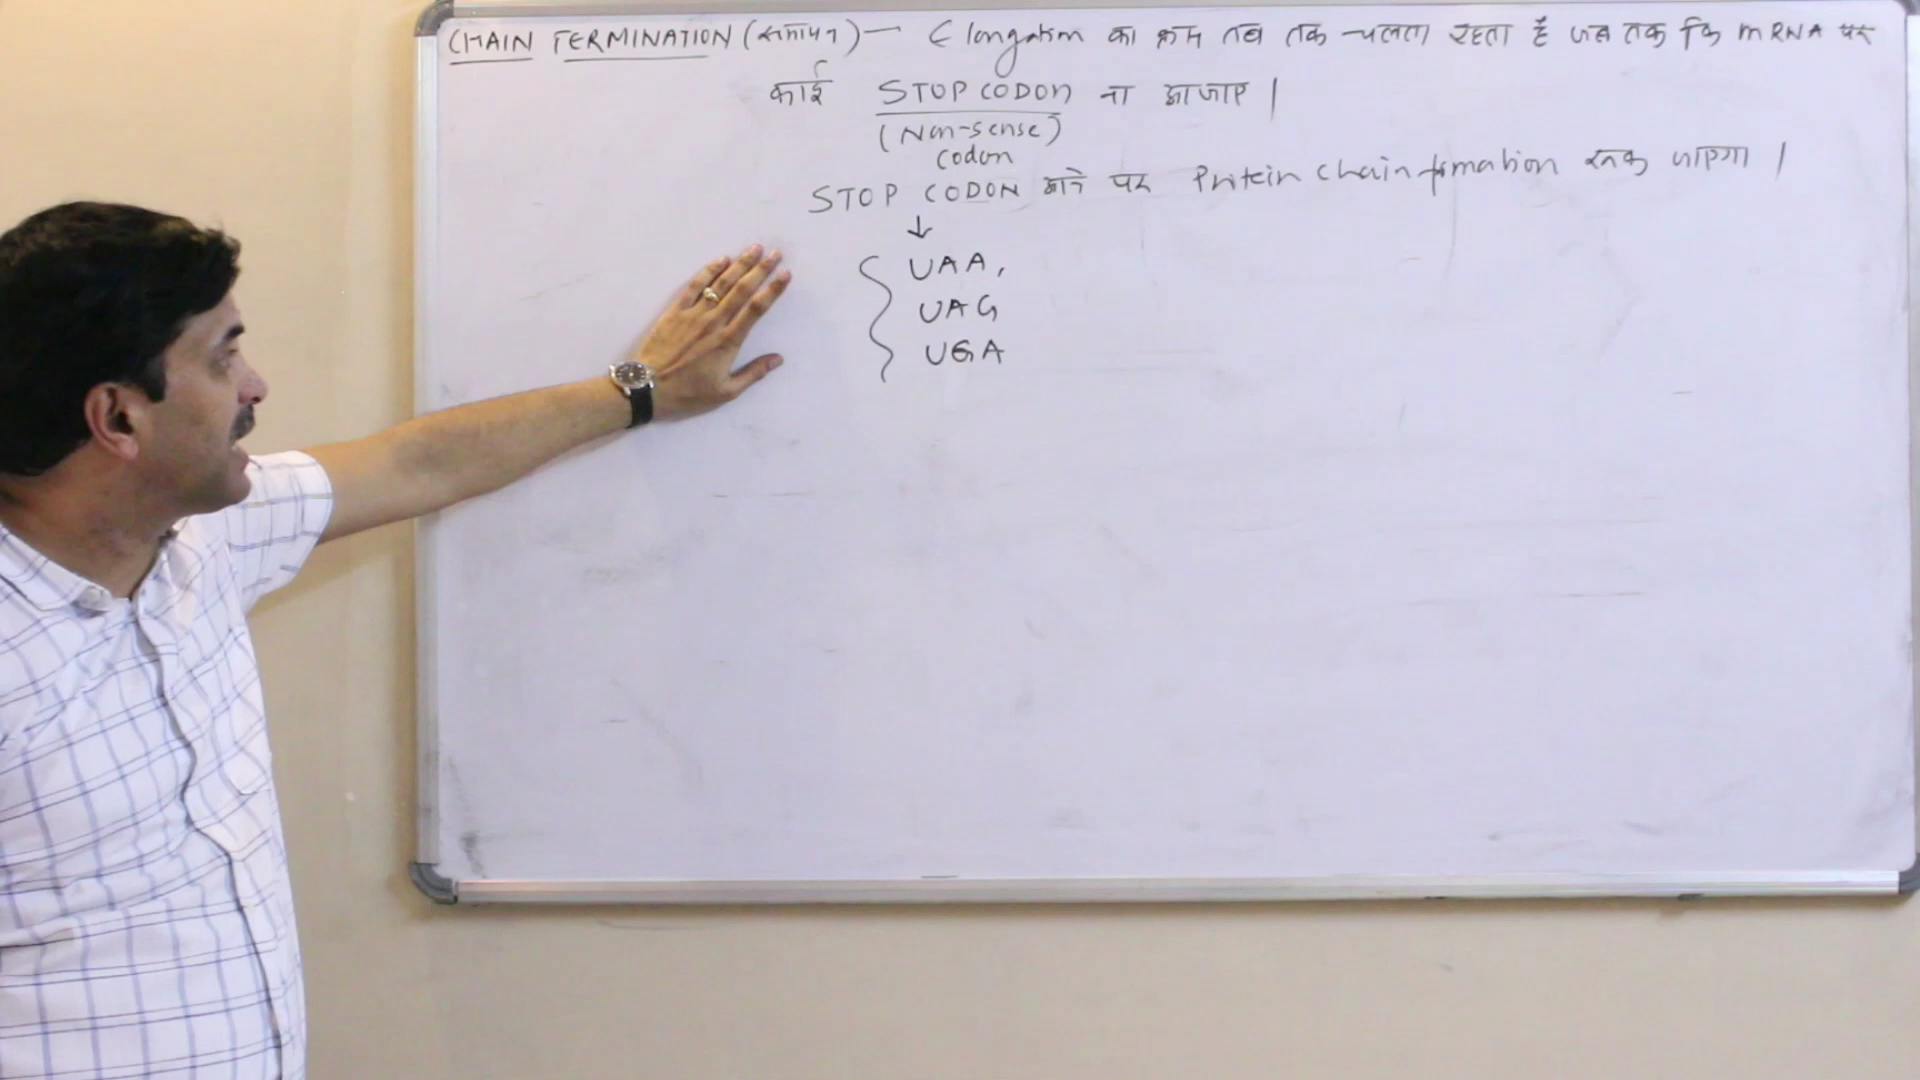 CHAIN TERMINATION (समापन) — Elongation का क्रम तब तक चलता रहता है जब तक कि mRNA पर
कोई STOP CODON ना आजाए |
(Non-sense)
codon
STOP CODON आने पर Protein chain formation रूक जाएगा |
↓
UAA,
UAG
UGA